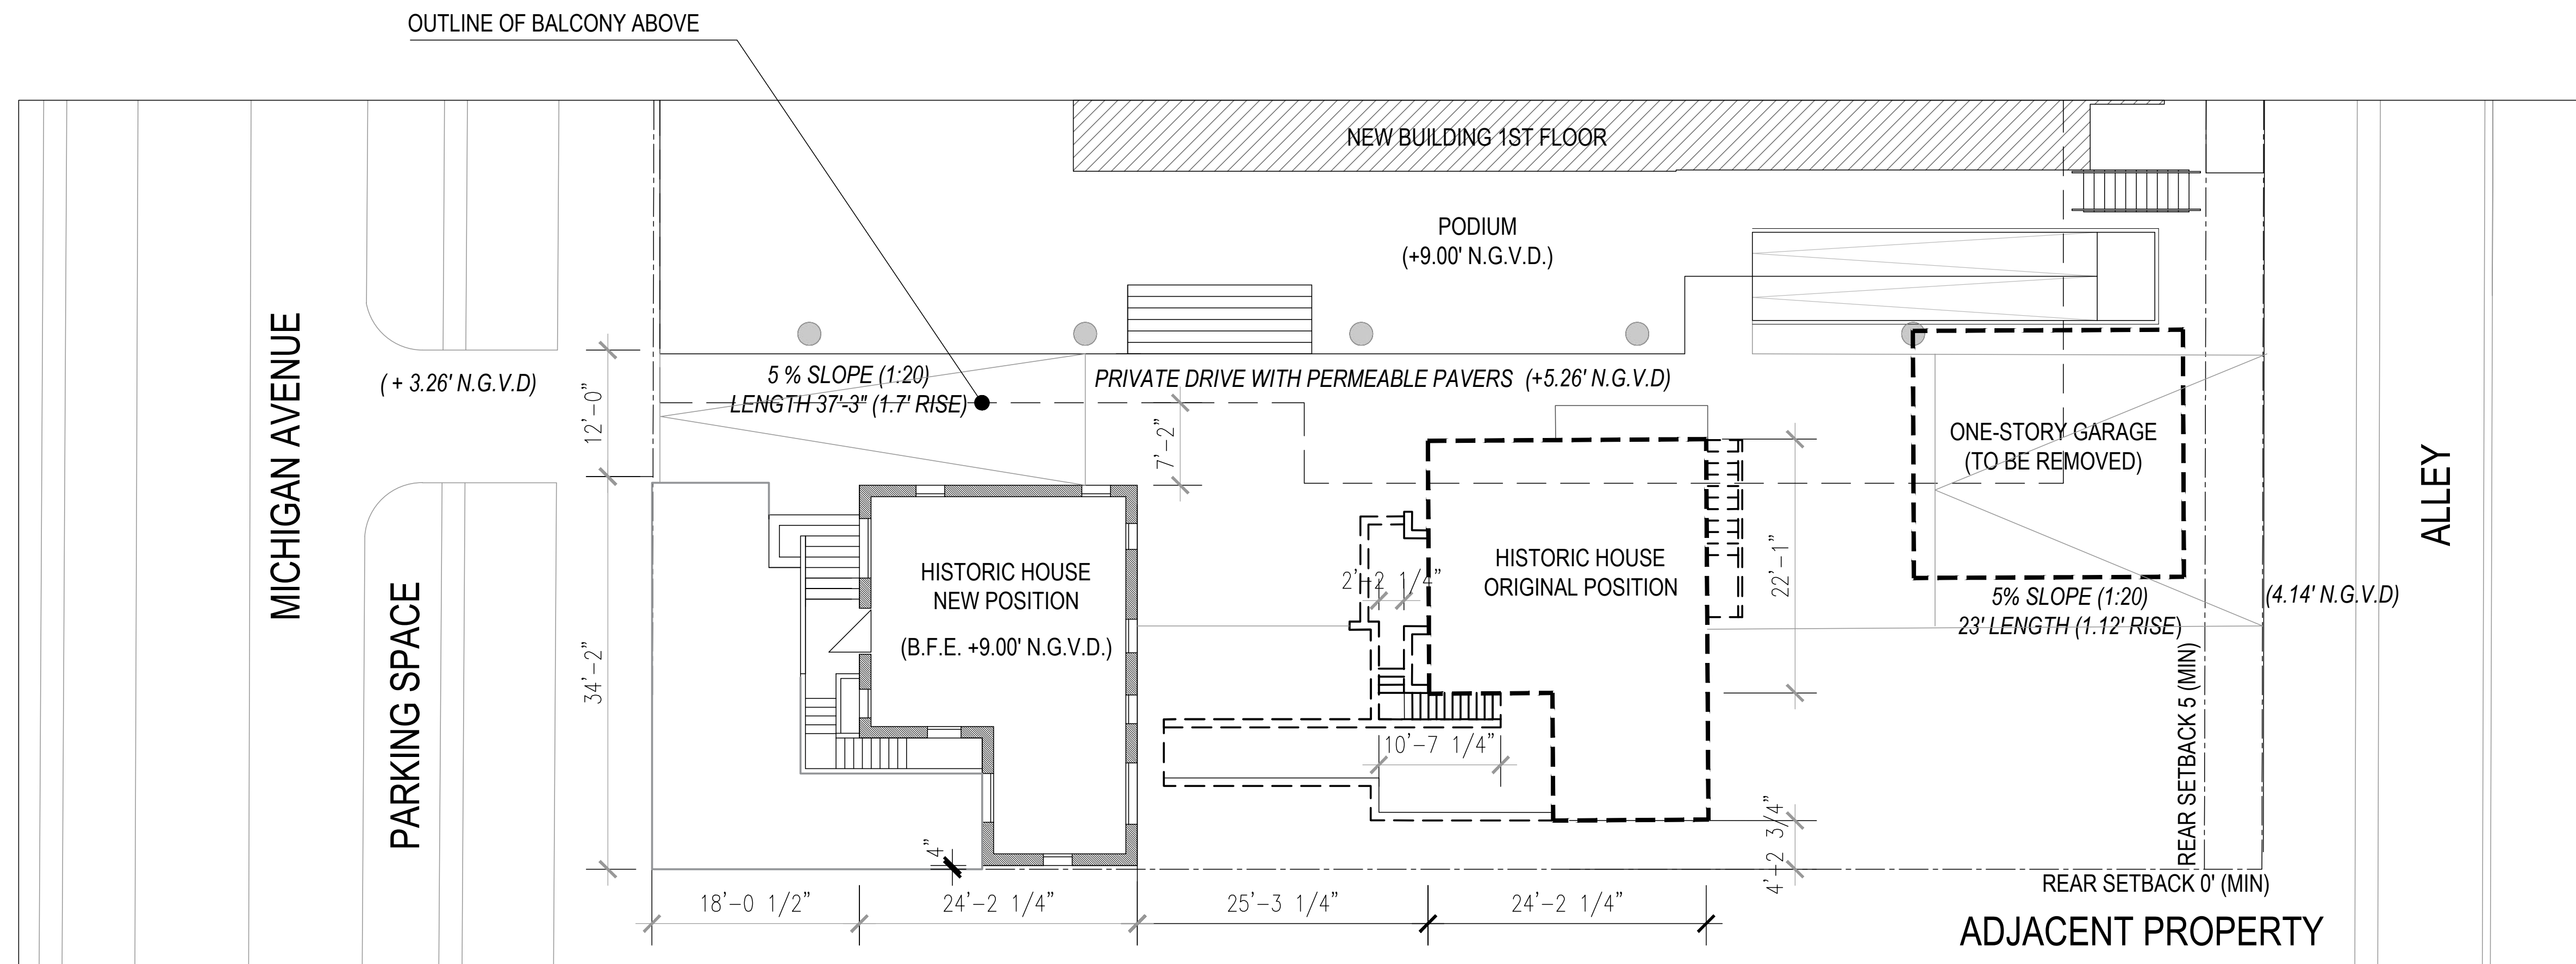 OUTLINE OF BALCONY ABOVE
NEW BUILDING 1ST FLOOR
PODIUM
(+9.00' N.G.V.D.)
MICHIGAN AVENUE
( + 3.26' N.G.V.D)
12'-0"
5 % SLOPE (1:20)
LENGTH 37'-3" (1.7' RISE)
PRIVATE DRIVE WITH PERMEABLE PAVERS (+5.26' N.G.V.D)
7'-2"
ONE-STORY GARAGE
(TO BE REMOVED)
ALLEY
PARKING SPACE
34'-2"
HISTORIC HOUSE
NEW POSITION
(B.F.E. +9.00' N.G.V.D.)
2'-2 1/4"
HISTORIC HOUSE
ORIGINAL POSITION
22'-1"
5% SLOPE (1:20)
23' LENGTH (1.12' RISE)
(4.14' N.G.V.D)
REAR SETBACK 5 (MIN)
10'-7 1/4"
4"
4'-2 3/4"
REAR SETBACK 0' (MIN)
18'-0 1/2"
24'-2 1/4"
25'-3 1/4"
24'-2 1/4"
ADJACENT PROPERTY